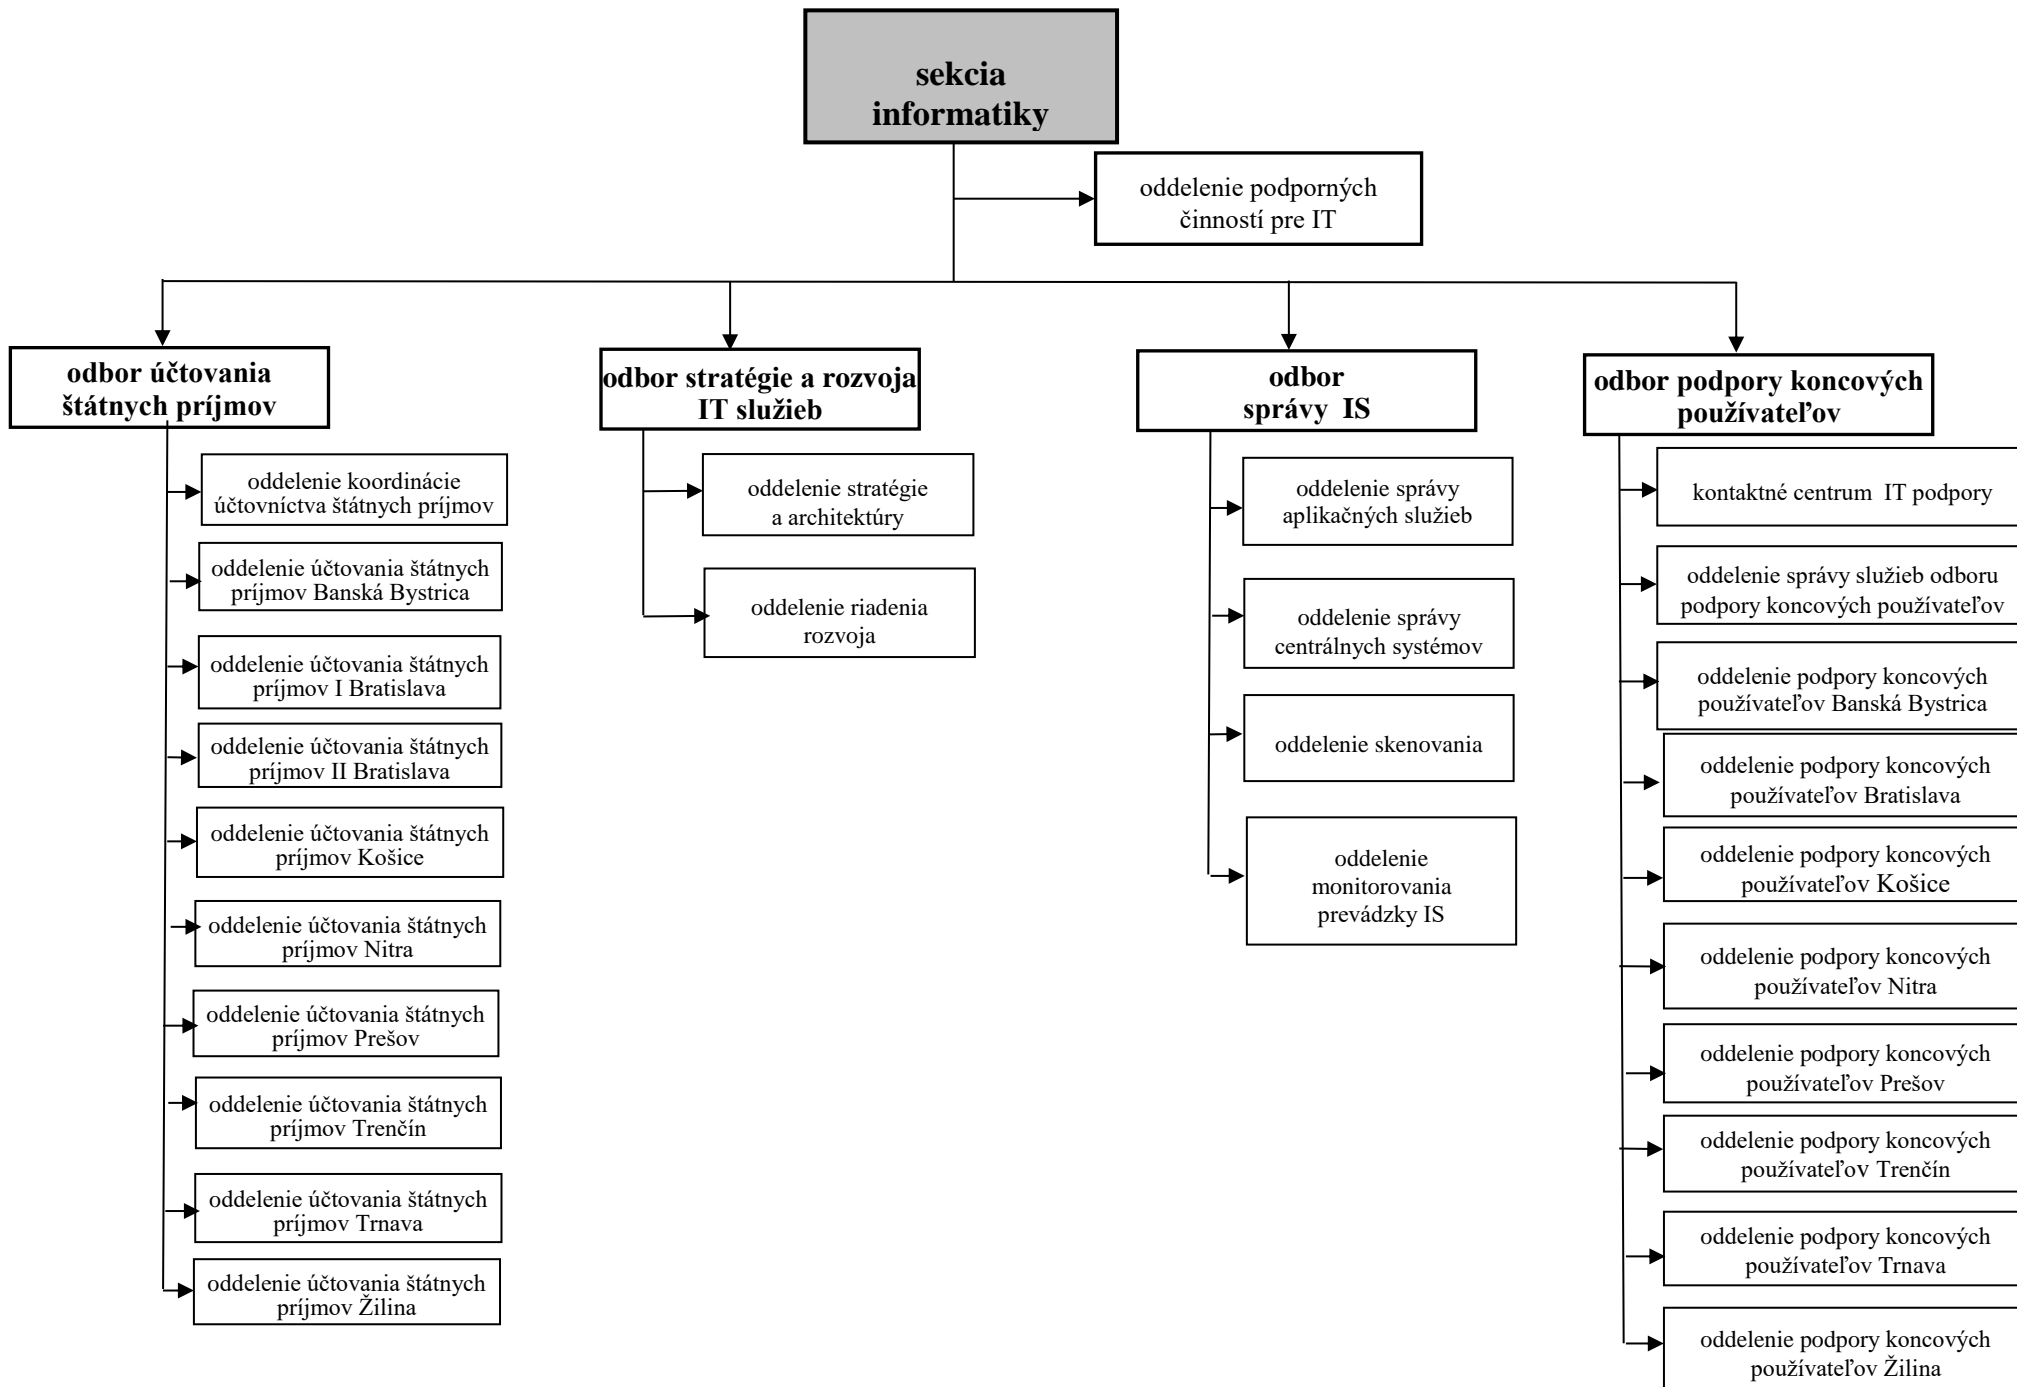 sekcia
informatiky
oddelenie podporných
činností pre IT
odbor účtovania
štátnych príjmov
oddelenie koordinácie
účtovníctva štátnych príjmov
oddelenie účtovania štátnych
príjmov Banská Bystrica
oddelenie účtovania štátnych
príjmov I Bratislava
oddelenie účtovania štátnych
príjmov II Bratislava
oddelenie účtovania štátnych
príjmov Košice
oddelenie účtovania štátnych
príjmov Nitra
oddelenie účtovania štátnych
príjmov Prešov
oddelenie účtovania štátnych
príjmov Trenčín
oddelenie účtovania štátnych
príjmov Trnava
oddelenie účtovania štátnych
príjmov Žilina
odbor stratégie a rozvoja
IT služieb
oddelenie stratégie
a architektúry
oddelenie riadenia
rozvoja
odbor
správy  IS
oddelenie správy
aplikačných služieb
oddelenie správy
centrálnych systémov
oddelenie skenovania
oddelenie
monitorovania
prevádzky IS
odbor podpory koncových
používateľov
kontaktné centrum  IT podpory
oddelenie správy služieb odboru
podpory koncových používateľov
oddelenie podpory koncových
používateľov Banská Bystrica
oddelenie podpory koncových
používateľov Bratislava
oddelenie podpory koncových
používateľov Košice
oddelenie podpory koncových
používateľov Nitra
oddelenie podpory koncových
používateľov Prešov
oddelenie podpory koncových
používateľov Trenčín
oddelenie podpory koncových
používateľov Trnava
oddelenie podpory koncových
používateľov Žilina